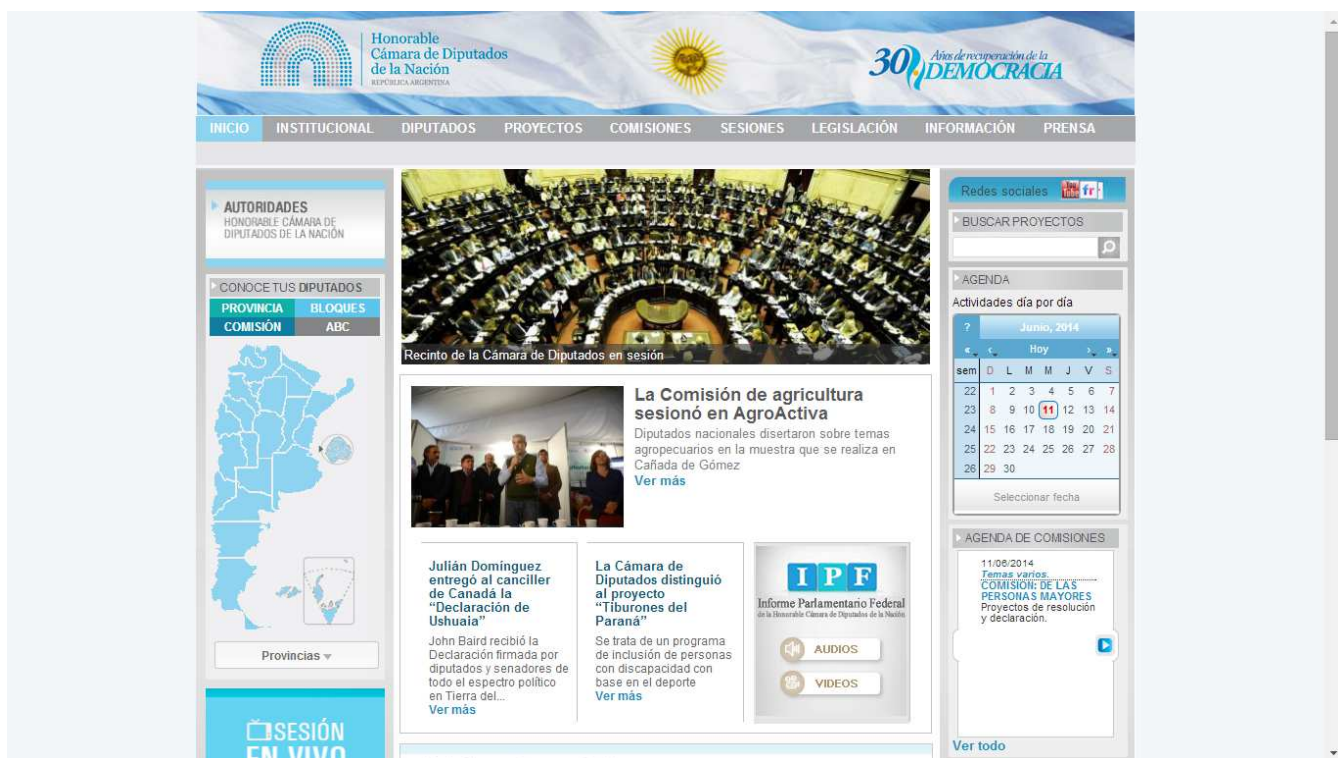 Honorable
Cámara de Diputados
de la Nación
REPÚBLICA ARGENTINA
30 Años de recuperación de la
DEMOCRACIA
INICIO INSTITUCIONAL DIPUTADOS PROYECTOS COMISIONES SESIONES LEGISLACIÓN INFORMACIÓN PRENSA
AUTORIDADES
HONORABLE CÁMARA DE
DIPUTADOS DE LA NACIÓN
CONOCE TUS DIPUTADOS
PROVINCIA BLOQUES
COMISIÓN ABC
Provincias
SESIÓN
EN VIVO
Recinto de la Cámara de Diputados en sesión
La Comisión de agricultura
sesionó en AgroActiva
Diputados nacionales disertaron sobre temas
agropecuarios en la muestra que se realiza en
Cañada de Gómez
Ver más
Julián Domínguez
entregó al canciller
de Canadá la
“Declaración de
Ushuaia”
John Baird recibió la
Declaración firmada por
diputados y senadores de
todo el espectro político
en Tierra del...
Ver más
La Cámara de
Diputados distinguió
al proyecto
“Tiburones del
Paraná”
Se trata de un programa
de inclusión de personas
con discapacidad con
base en el deporte
Ver más
IPF
Informe Parlamentario Federal
de la Honorable Cámara de Diputados de la Nación
AUDIOS
VIDEOS
Redes sociales You Tube fr
BUSCAR PROYECTOS
AGENDA
Actividades día por día
? Junio, 2014
« ‹ Hoy › »
sem D L M M J V S
22 1 2 3 4 5 6 7
23 8 9 10 11 12 13 14
24 15 16 17 18 19 20 21
25 22 23 24 25 26 27 28
26 29 30
Seleccionar fecha
AGENDA DE COMISIONES
11/06/2014
Temas varios.
COMISIÓN: DE LAS
PERSONAS MAYORES
Proyectos de resolución
y declaración.
Ver todo